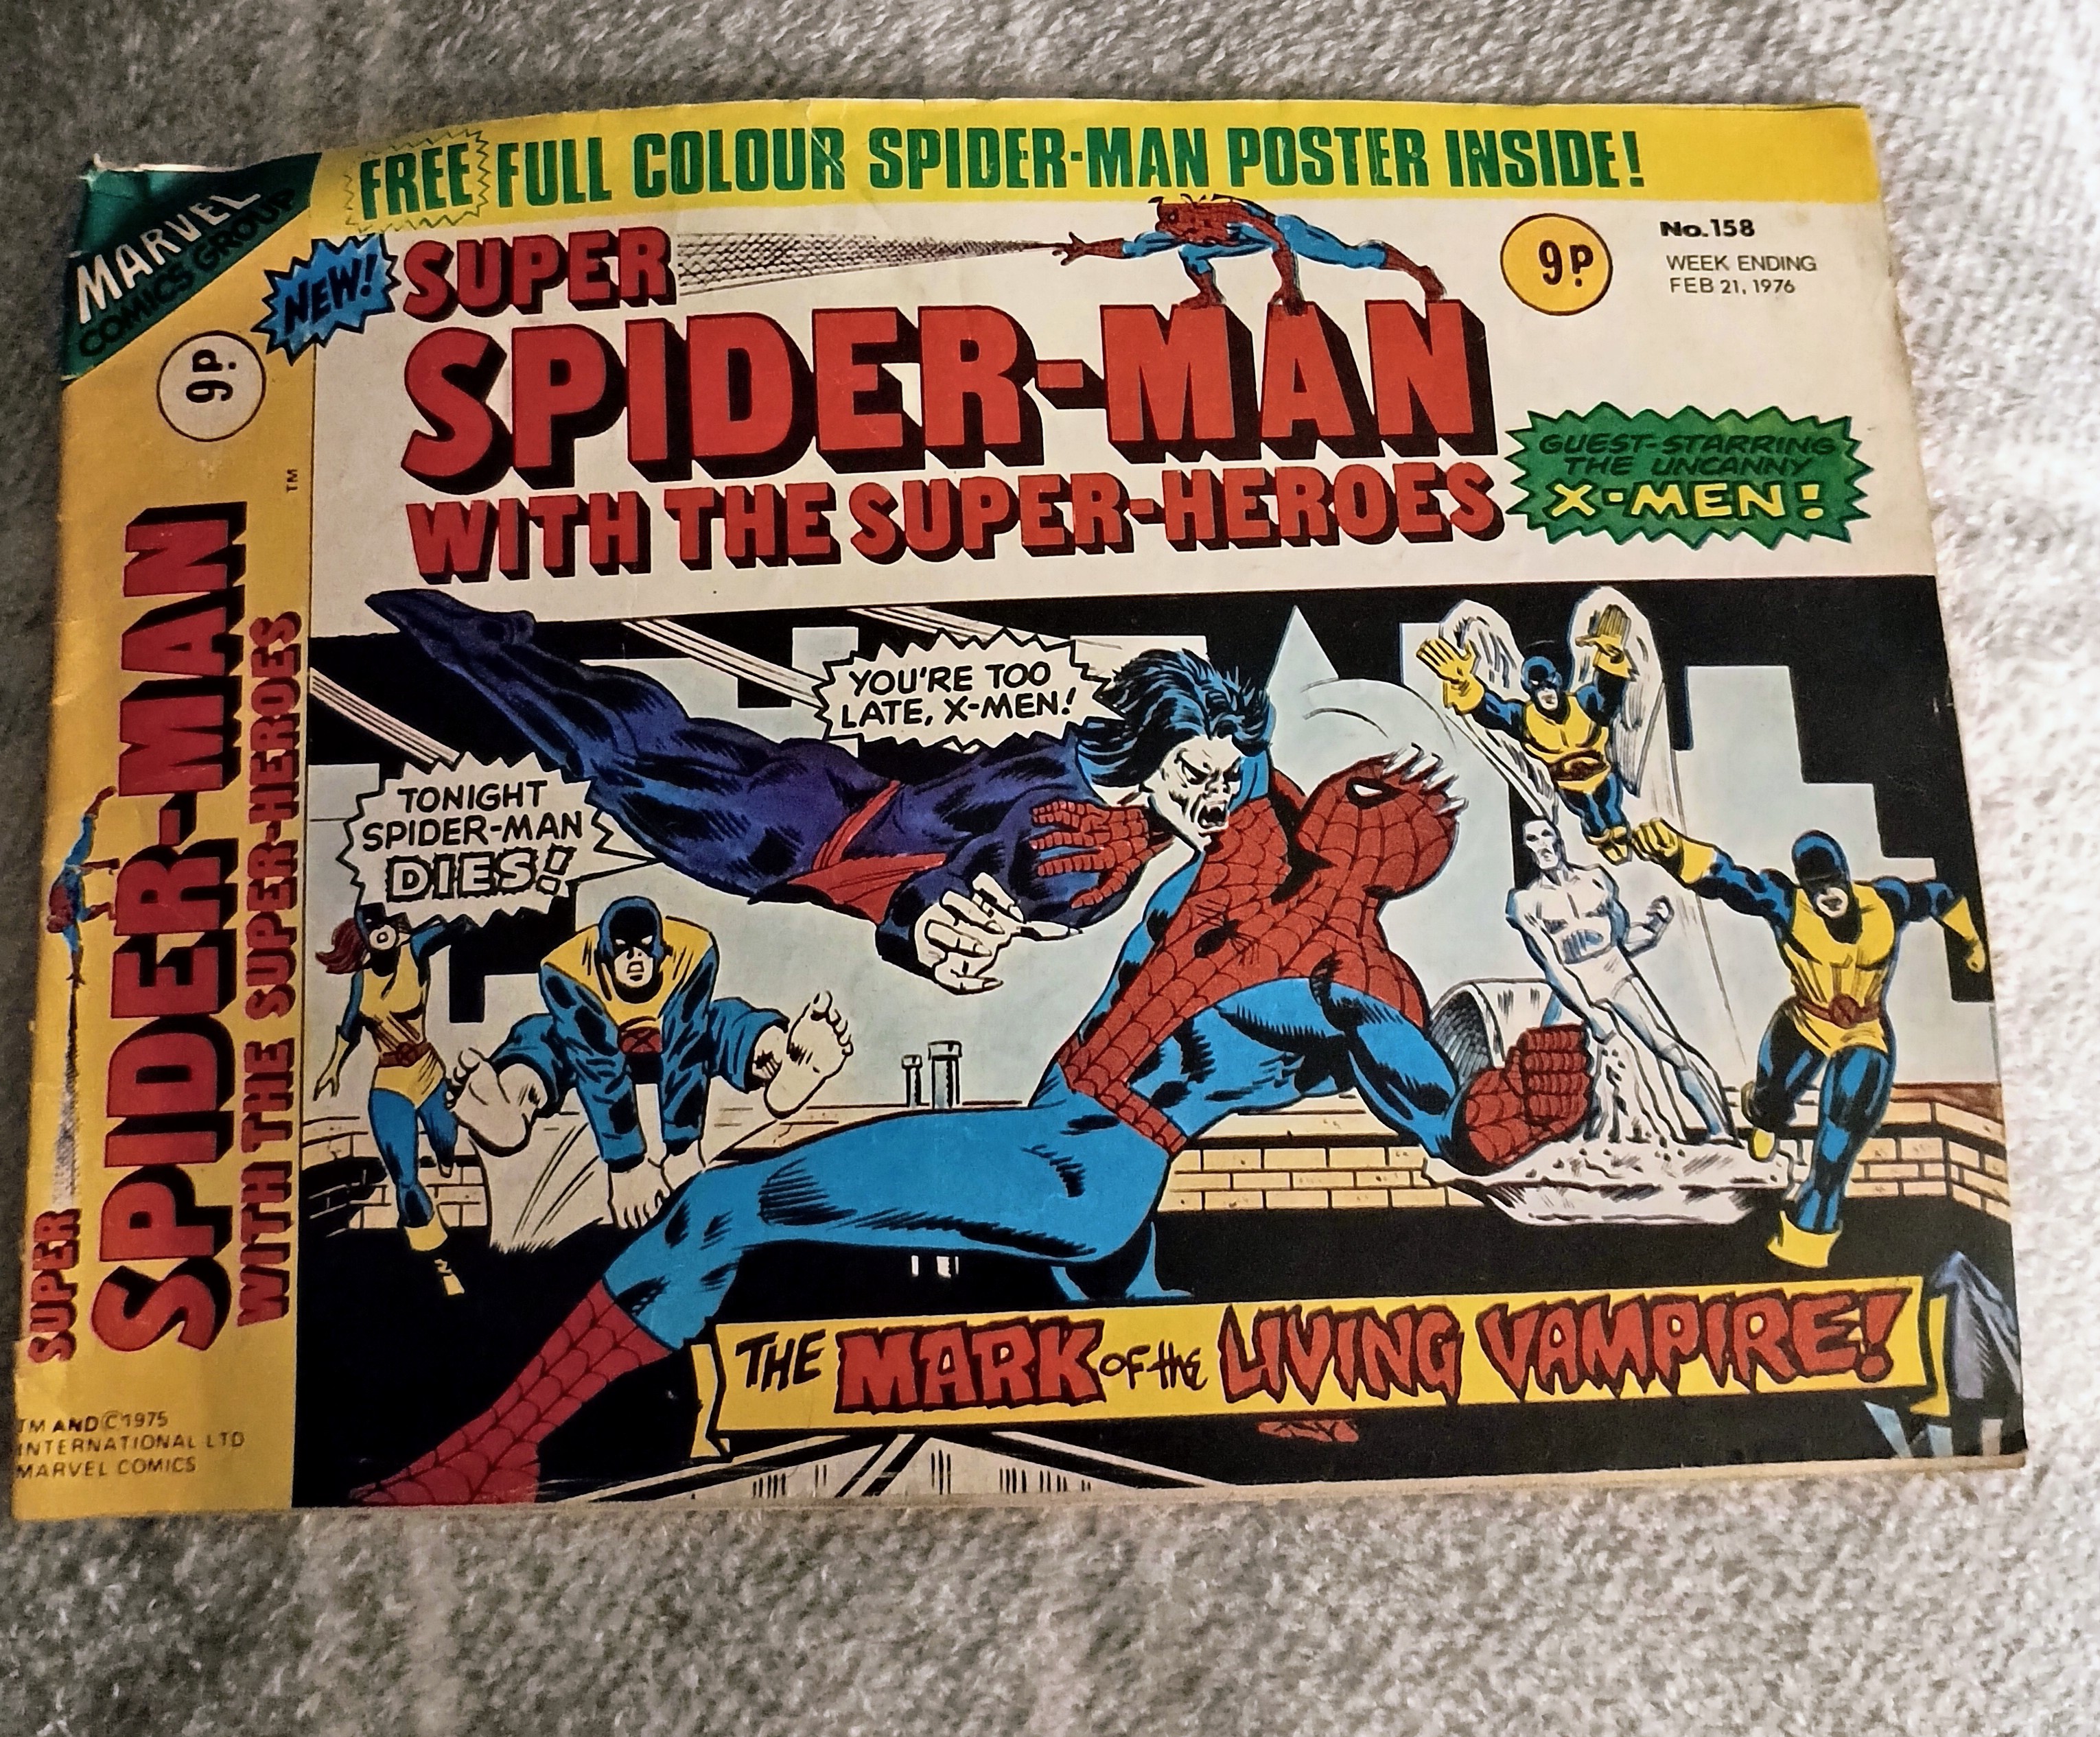 FREE FULL COLOUR SPIDER-MAN POSTER INSIDE!
MARVEL
COMICS GROUP
NEW!
SUPER
SPIDER-MAN
WITH THE SUPER-HEROES
9P
No.158
WEEK ENDING
FEB 21, 1976
GUEST-STARRING
THE UNCANNY
X-MEN!
9P
TM
SUPER
SPIDER-MAN
WITH THE SUPER-HEROES
YOU'RE TOO
LATE, X-MEN!
TONIGHT
SPIDER-MAN
DIES!
THE MARK OF the LIVING VAMPIRE!
TM AND © 1975
INTERNATIONAL LTD
MARVEL COMICS